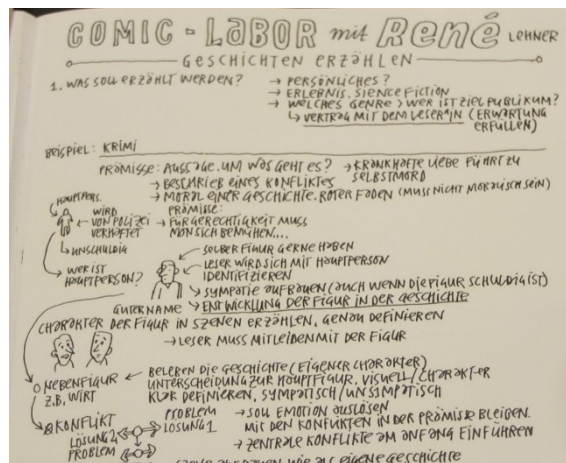 COMIC - LABOR mit René LEHNER
GESCHICHTEN ERZÄHLEN
1. WAS SOLL ERZÄHLT WERDEN? → PERSÖNLICHES?
→ ERLEBNIS. SIENCE FICTION
→ WELCHES GENRE > WER IST ZIELPUBLIKUM?
↳ VERTRAG MIT DEM LESER*IN (ERWARTUNG
ERFÜLLEN)
BEISPIEL: KRIMI
PRÄMISSE: AUSSAGE. UM WAS GEHT ES? → KRANKHAFTE LIEBE FÜHRT ZU
SELBSTMORD
→ BESCHRIEB EINES KONFLIKTES
→ MORAL EINER GESCHICHTE. ROTER FADEN (MUSS NICHT MORALISCH SEIN)
HAUPTPERS.
PRÄMISSE:
WIRD
VON POLIZEI
VERHAFTET
→ FÜR GERECHTIGKEIT MUSS
MAN SICH BEMÜHEN...
↳ UNSCHULDIG
→ WER IST
HAUPTPERSON?
SELBER FIGUR GERNE HABEN
LESER WIRD SICH MIT HAUPTPERSON
IDENTIFIZIEREN
→ SYMPATIE AUFBAUEN (AUCH WENN DIE FIGUR SCHULDIG IST)
GUTER NAME → ENTWICKLUNG DER FIGUR IN DER GESCHICHTE
CHARAKTER DER FIGUR IN SZENEN ERZÄHLEN, GENAU DEFINIEREN
→ LESER MUSS MITLEIDEN MIT DER FIGUR
NEBENFIGUR
Z.B. WIRT
← BELEBEN DIE GESCHICHTE (EIGENER CHARAKTER)
UNTERSCHEIDUNG ZUR HAUPTFIGUR. VISUELL/CHARAKTER
KLAR DEFINIEREN, SYMPATISCH/UNSYMPATISCH
KONFLIKT
PROBLEM
LÖSUNG 1
LÖSUNG 2
PROBLEM
→ SOLL EMOTION AUSLÖSEN
MIT DEN KONFLIKTEN IN DER PRÄMISSE BLEIBEN.
→ ZENTRALE KONFLIKTE AM ANFANG EINFÜHREN
WIE EIGENE GESCHICHTE